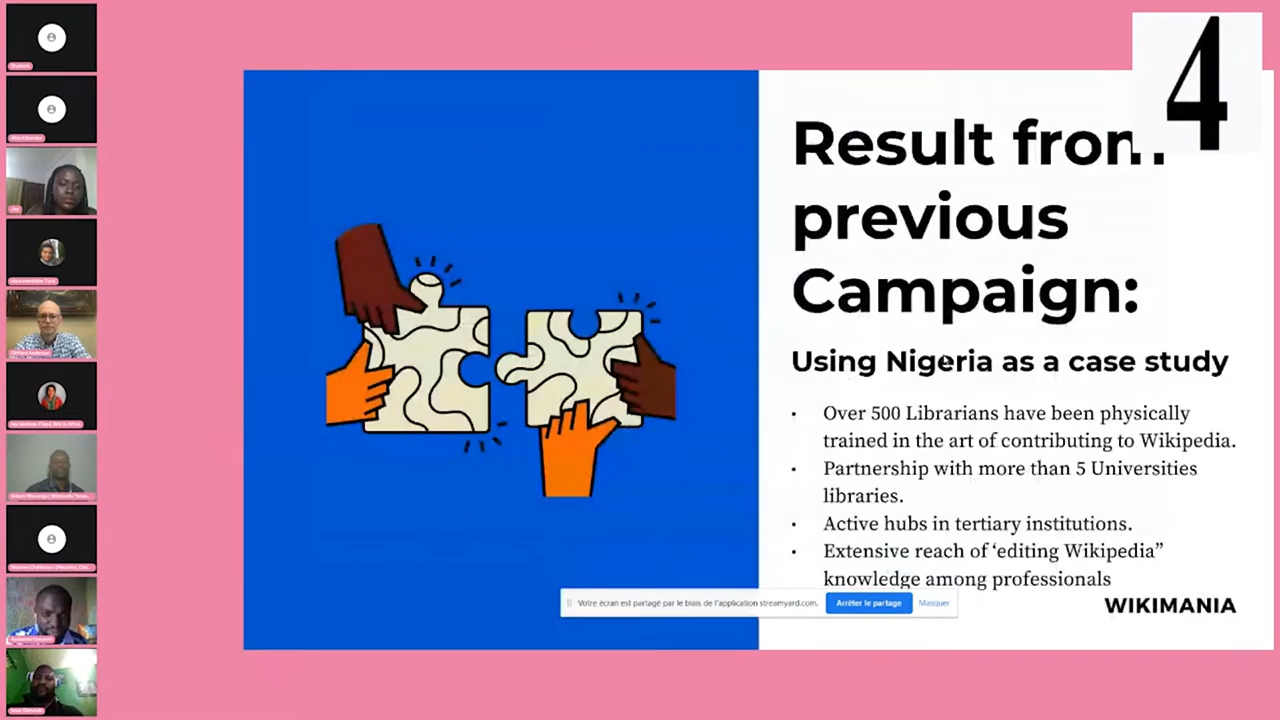 4
Result from
previous
Campaign:
Using Nigeria as a case study
• Over 500 Librarians have been physically
trained in the art of contributing to Wikipedia.
• Partnership with more than 5 Universities
libraries.
• Active hubs in tertiary institutions.
• Extensive reach of ‘editing Wikipedia”
knowledge among professionals
Votre écran est partagé par le biais de l'application streamyard.com. Arrêter le partage Masquer
WIKIMANIA
Clifford Anderson